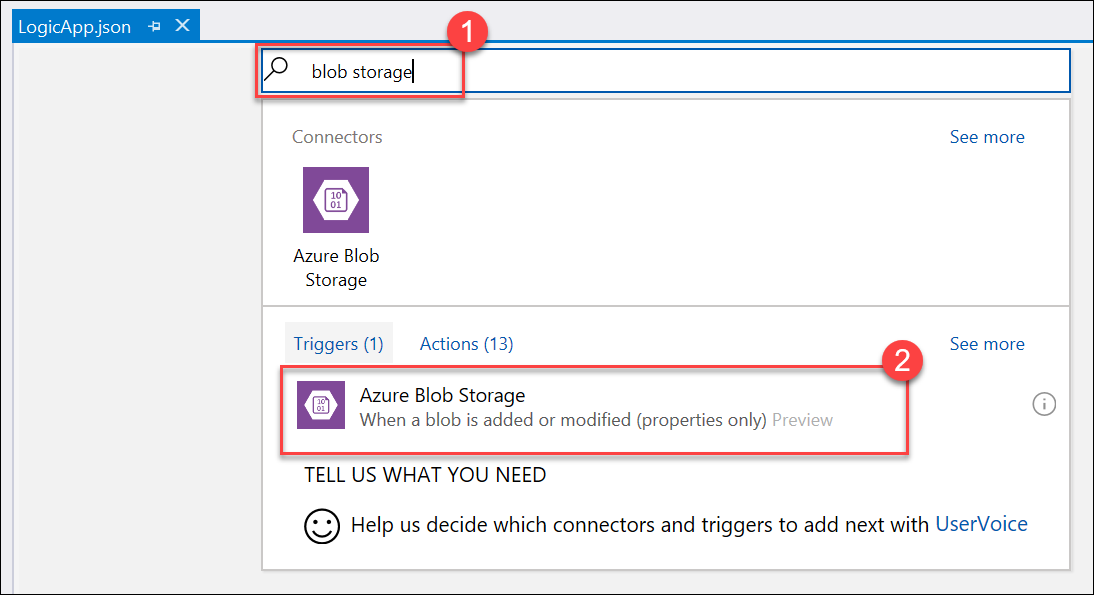 LogicApp.json
1
blob storage
Connectors See more
10
01
Azure Blob
Storage
Triggers (1) Actions (13) See more
2
10
01
Azure Blob Storage
When a blob is added or modified (properties only) Preview
TELL US WHAT YOU NEED
Help us decide which connectors and triggers to add next with UserVoice